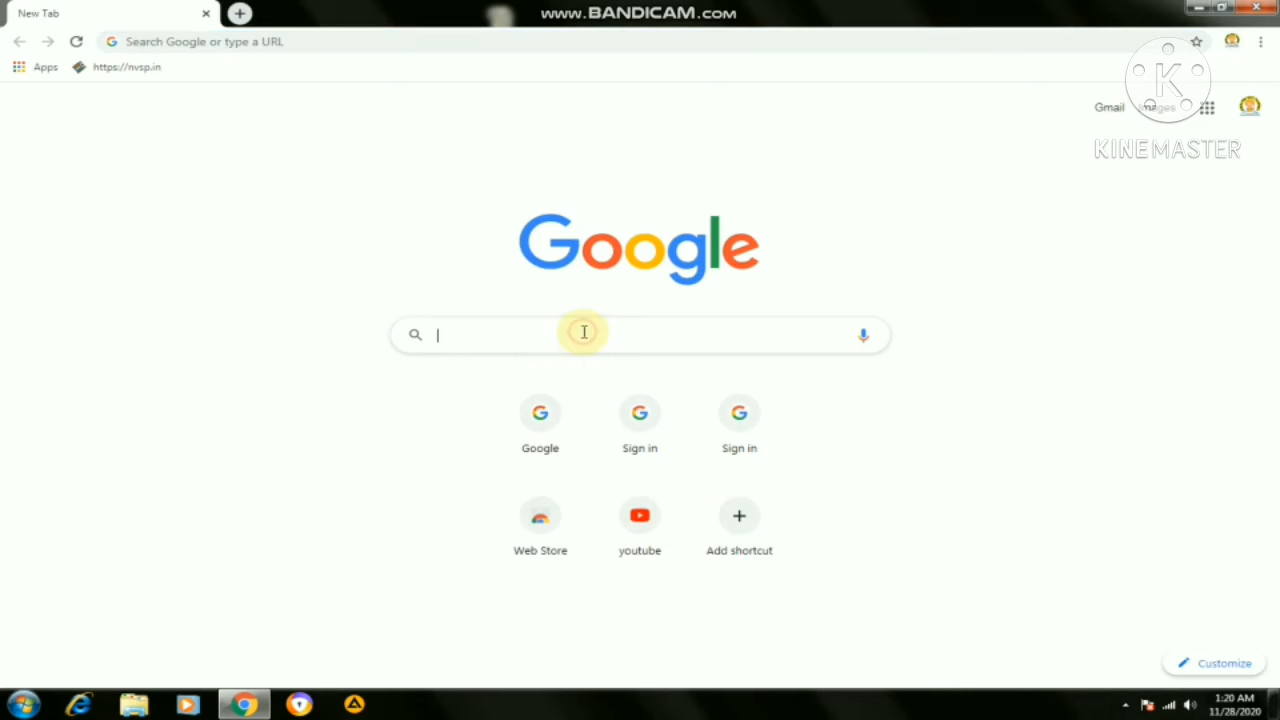 New Tab
www.BANDICAM.com
Search Google or type a URL
Apps
https://nvsp.in
Gmail
Images
K
KINEMASTER
Google
Google
Sign in
Sign in
Web Store
youtube
Add shortcut
Customize
1:20 AM
11/28/2020